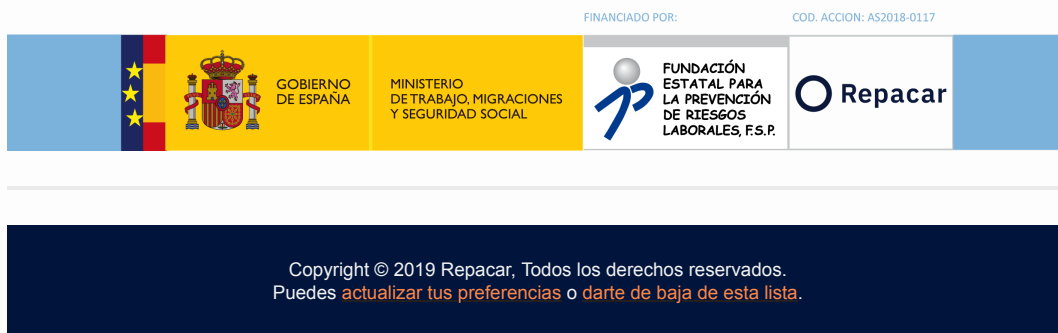 FINANCIADO POR:
COD. ACCION: AS2018-0117
GOBIERNO
DE ESPAÑA
MINISTERIO
DE TRABAJO, MIGRACIONES
Y SEGURIDAD SOCIAL
FUNDACIÓN
ESTATAL PARA
LA PREVENCIÓN
DE RIESGOS
LABORALES, F.S.P.
Repacar
Copyright © 2019 Repacar, Todos los derechos reservados.
Puedes actualizar tus preferencias o darte de baja de esta lista.